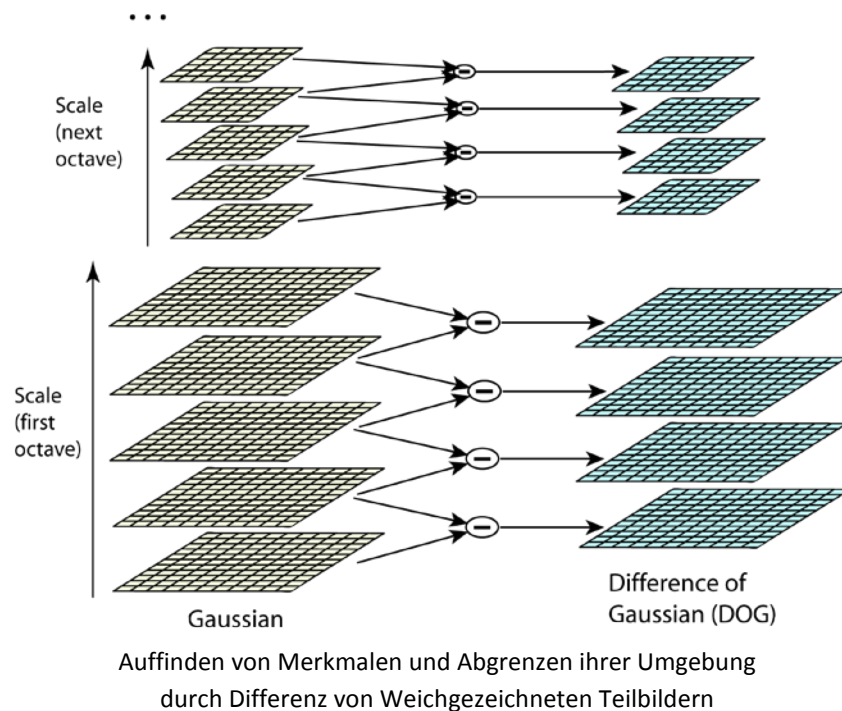 ...
Scale
(next
octave)
Scale
(first
octave)
Gaussian
Difference of
Gaussian (DOG)
Auffinden von Merkmalen und Abgrenzen ihrer Umgebung
durch Differenz von Weichgezeichneten Teilbildern